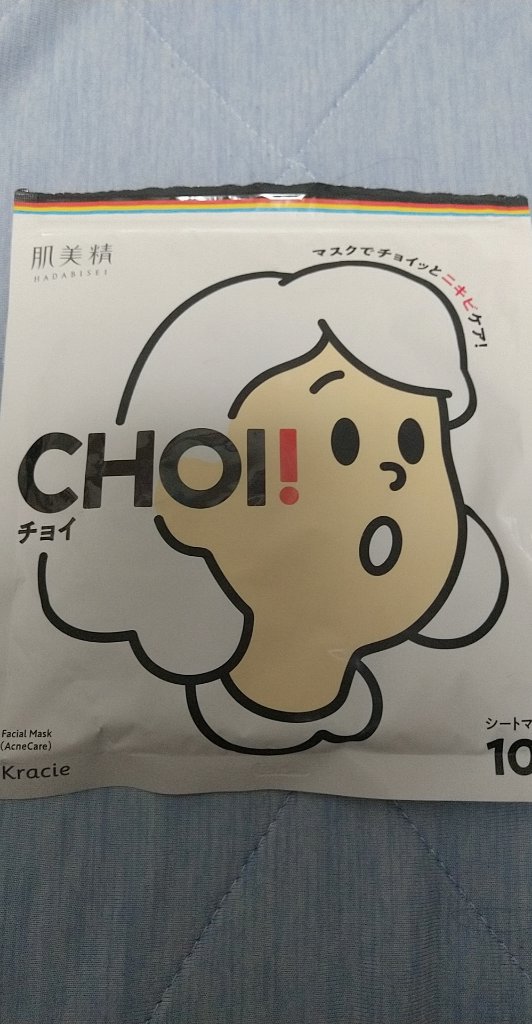 肌美精
HADABISEI
マスクでチョイッとニキビケア!
CHOI!
チョイ
Facial Mask
(AcneCare)
Kracie
シートマ
10